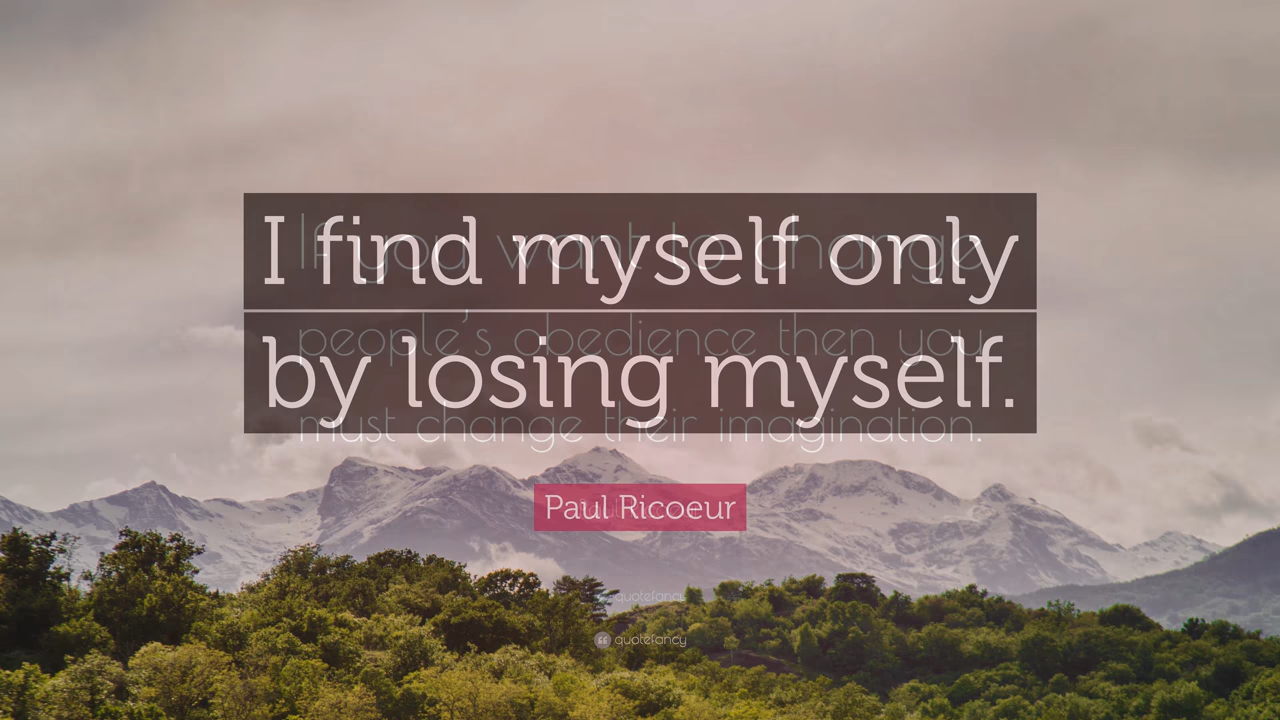 I find myself only
by losing myself.
If you want to change
people's obedience then you
must change their imagination.
Paul Ricoeur
quotefancy
quotefancy